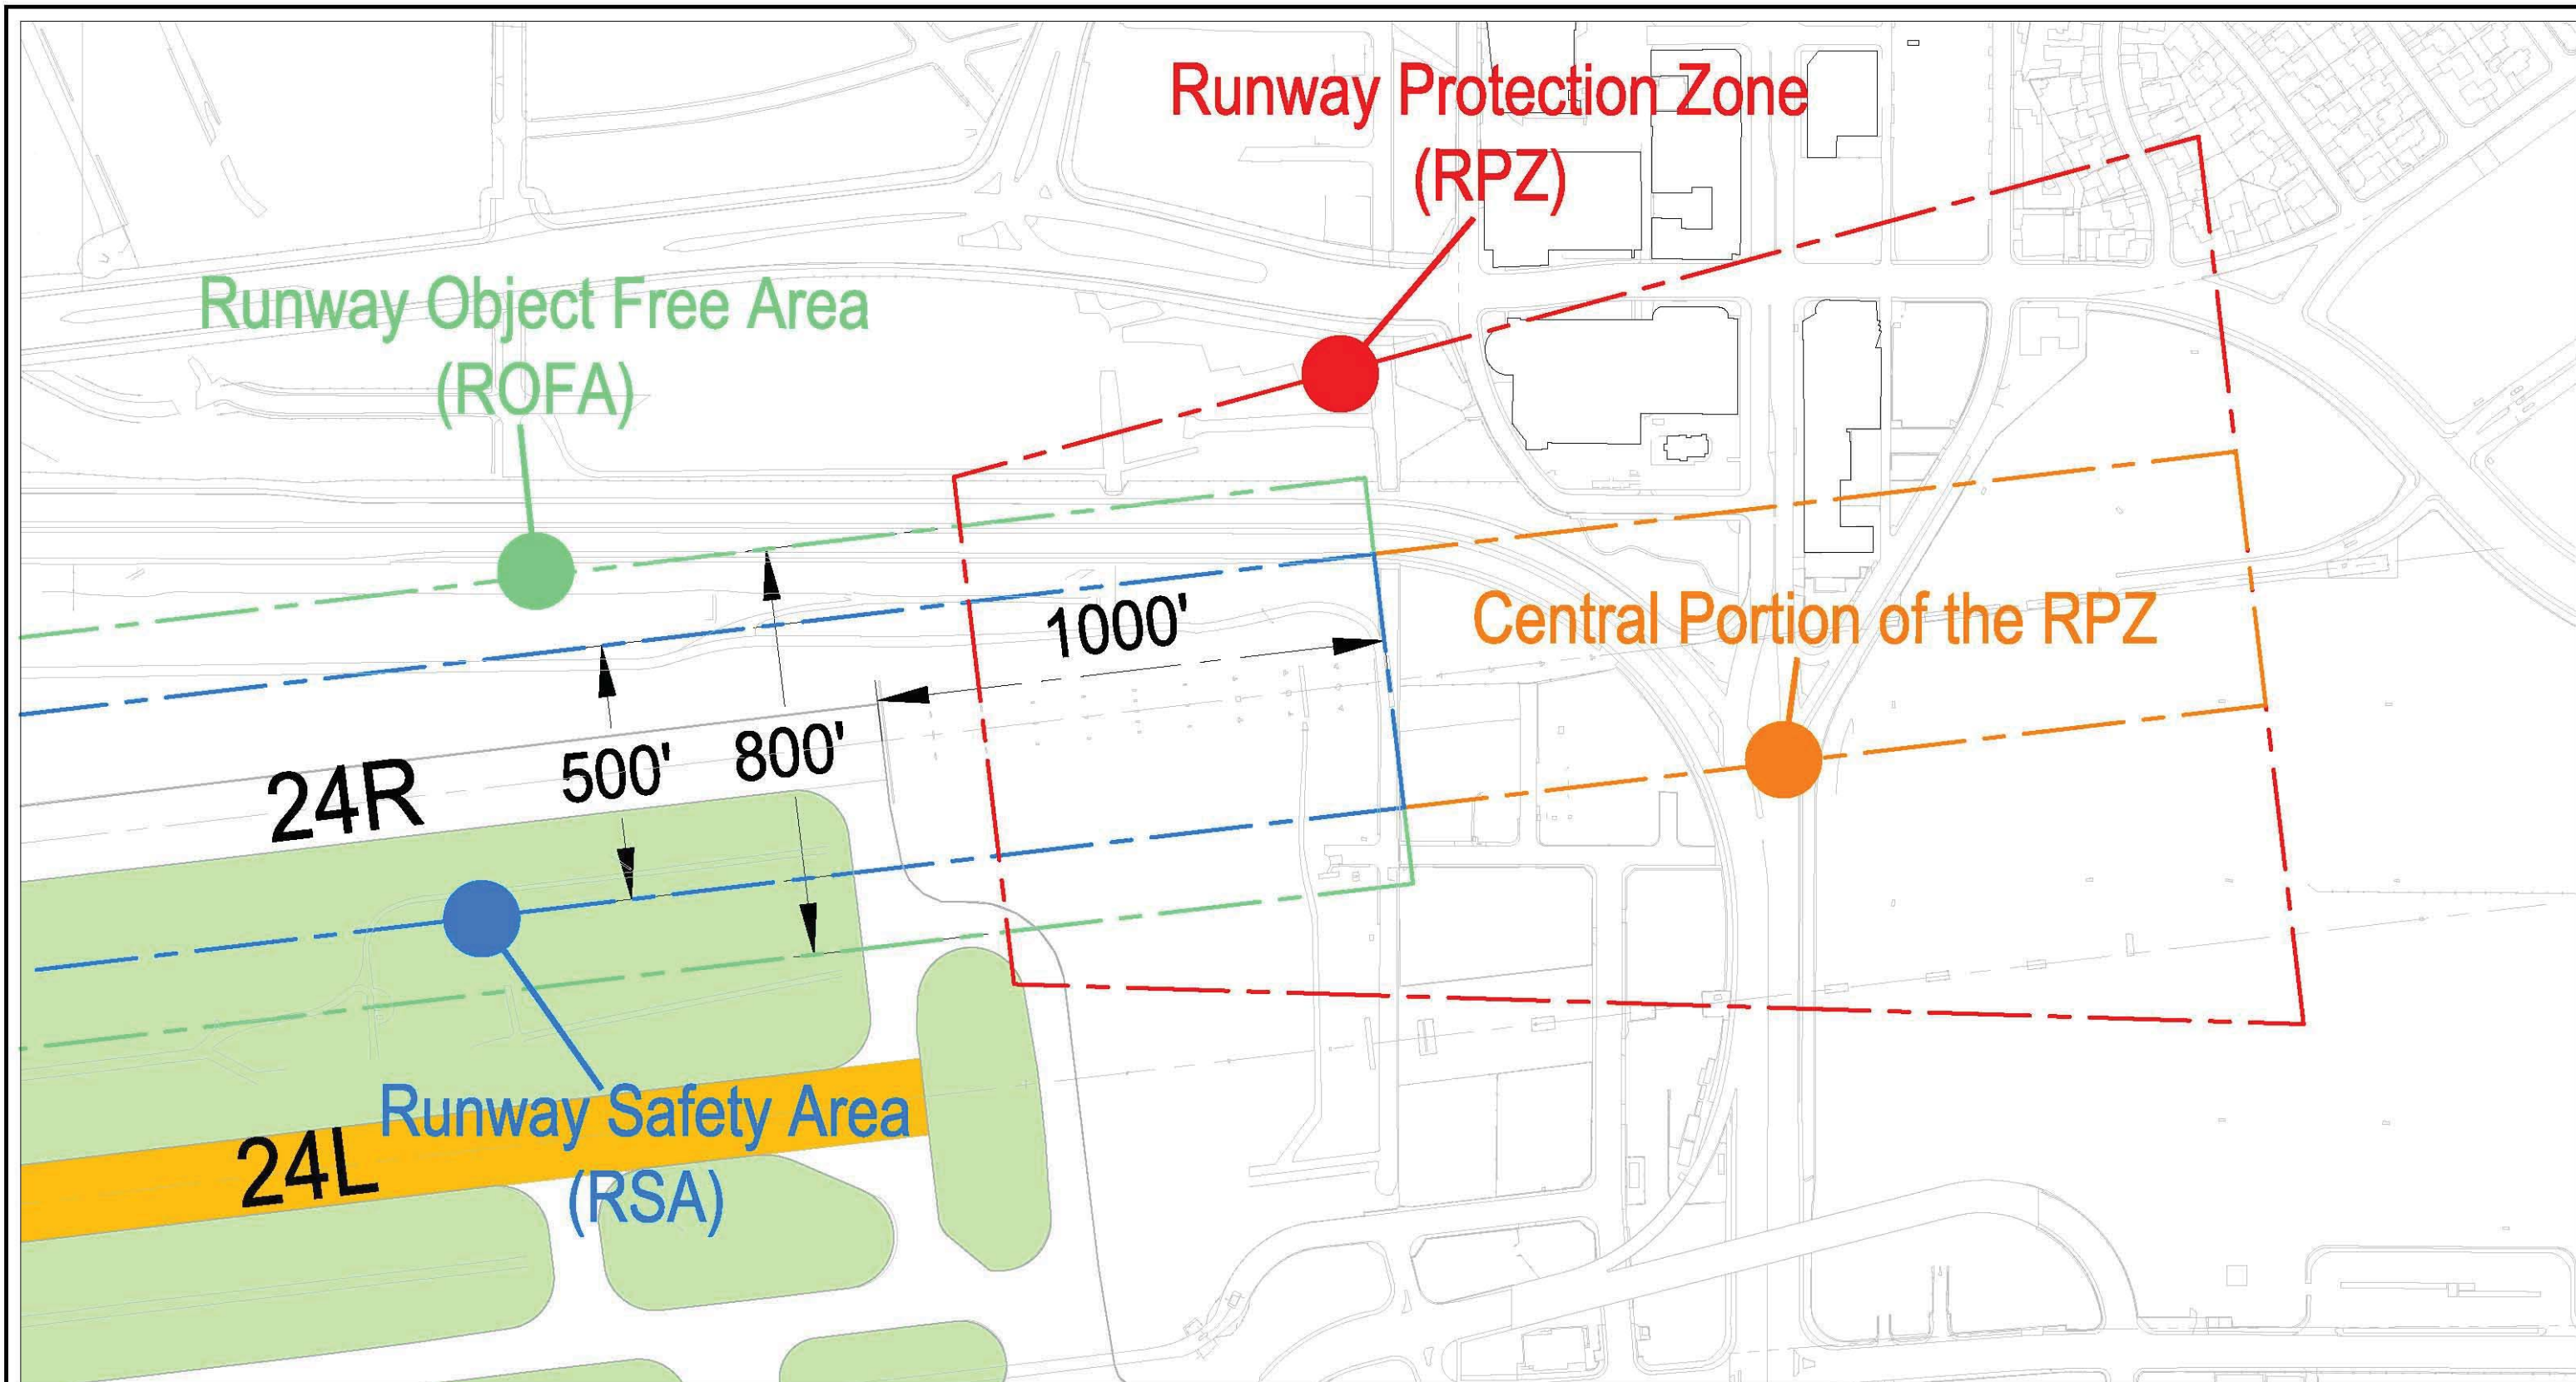 Runway Protection Zone
(RPZ)
Runway Object Free Area
(ROFA)
1000'
Central Portion of the RPZ
500'
800'
24R
Runway Safety Area
24L
(RSA)